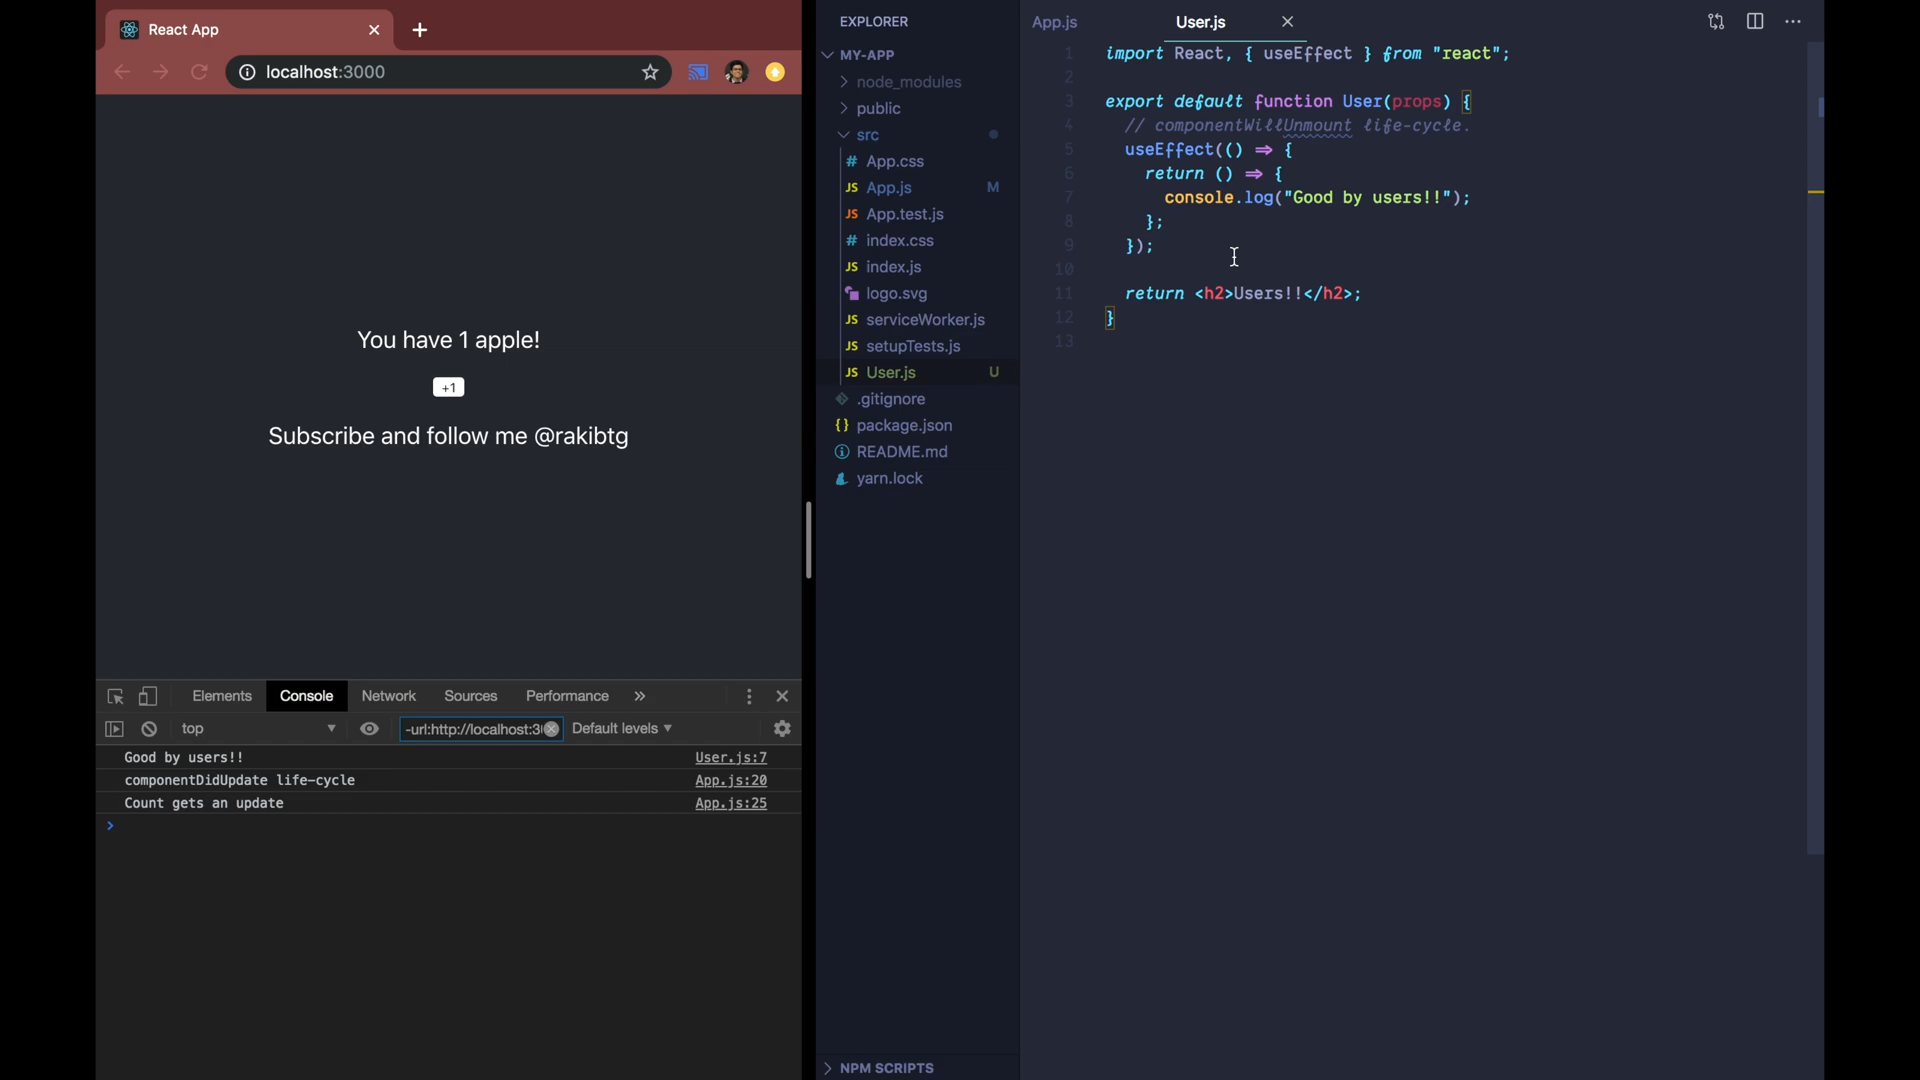 React App
localhost:3000
You have 1 apple!
+1
Subscribe and follow me @rakibtg
Elements Console Network Sources Performance »
top -url:http://localhost:3 Default levels
Good by users!! User.js:7
componentDidUpdate life-cycle App.js:20
Count gets an update App.js:25
EXPLORER
MY-APP
node_modules
public
src
# App.css
JS App.js M
JS App.test.js
# index.css
JS index.js
logo.svg
JS serviceWorker.js
JS setupTests.js
JS User.js U
.gitignore
{} package.json
README.md
yarn.lock
NPM SCRIPTS
App.js User.js
1 import React, { useEffect } from "react";
2
3 export default function User(props) {
4 // componentWillUnmount life-cycle.
5 useEffect(() => {
6 return () => {
7 console.log("Good by users!!");
8 };
9 });
10
11 return <h2>Users!!</h2>;
12 }
13